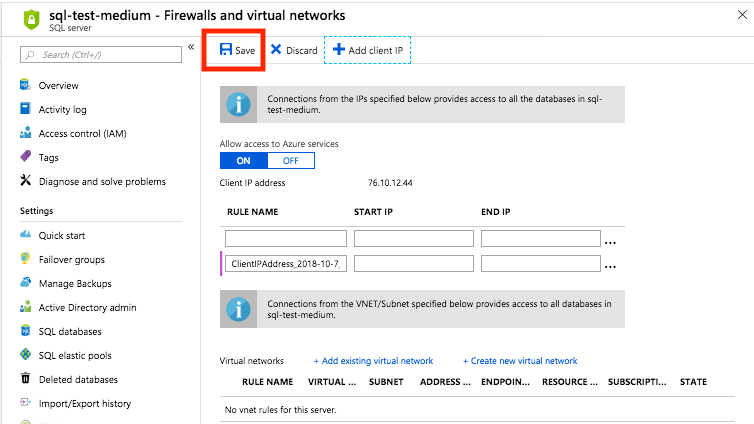 sql-test-medium - Firewalls and virtual networks
SQL server
Search (Ctrl+/)
«
Overview
Activity log
Access control (IAM)
Tags
Diagnose and solve problems
Settings
Quick start
Failover groups
Manage Backups
Active Directory admin
SQL databases
SQL elastic pools
Deleted databases
Import/Export history
Save Discard Add client IP
Connections from the IPs specified below provides access to all the databases in sql-
test-medium.
Allow access to Azure services
ON OFF
Client IP address 76.10.12.44
RULE NAME START IP END IP
...
ClientIPAddress_2018-10-7_ ...
Connections from the VNET/Subnet specified below provides access to all databases in
sql-test-medium.
Virtual networks + Add existing virtual network + Create new virtual network
RULE NAME VIRTUAL ... SUBNET ADDRESS ... ENDPOIN... RESOURCE ... SUBSCRIPTI... STATE
No vnet rules for this server.